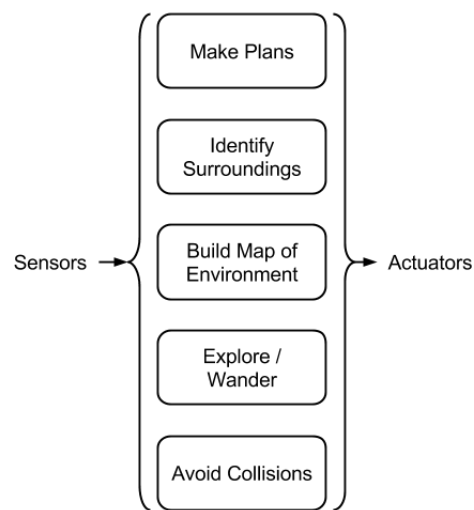 Make Plans
Identify
Surroundings
Sensors
Build Map of
Environment
Actuators
Explore /
Wander
Avoid Collisions